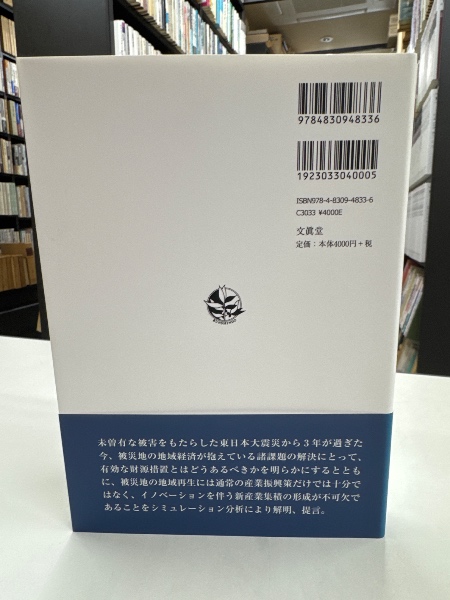 9784830948336
1923033040005
ISBN978-4-8309-4833-6
C3033 ¥4000E
文眞堂
定価：本体4000円＋税
未曽有な被害をもたらした東日本大震災から３年が過ぎた
今、被災地の地域経済が抱えている諸課題の解決にとって、
有効な財源措置とはどうあるべきかを明らかにするととも
に、被災地の地域再生には通常の産業振興策だけでは十分で
はなく、イノベーションを伴う新産業集積の形成が不可欠で
あることをシミュレーション分析により解明、提言。